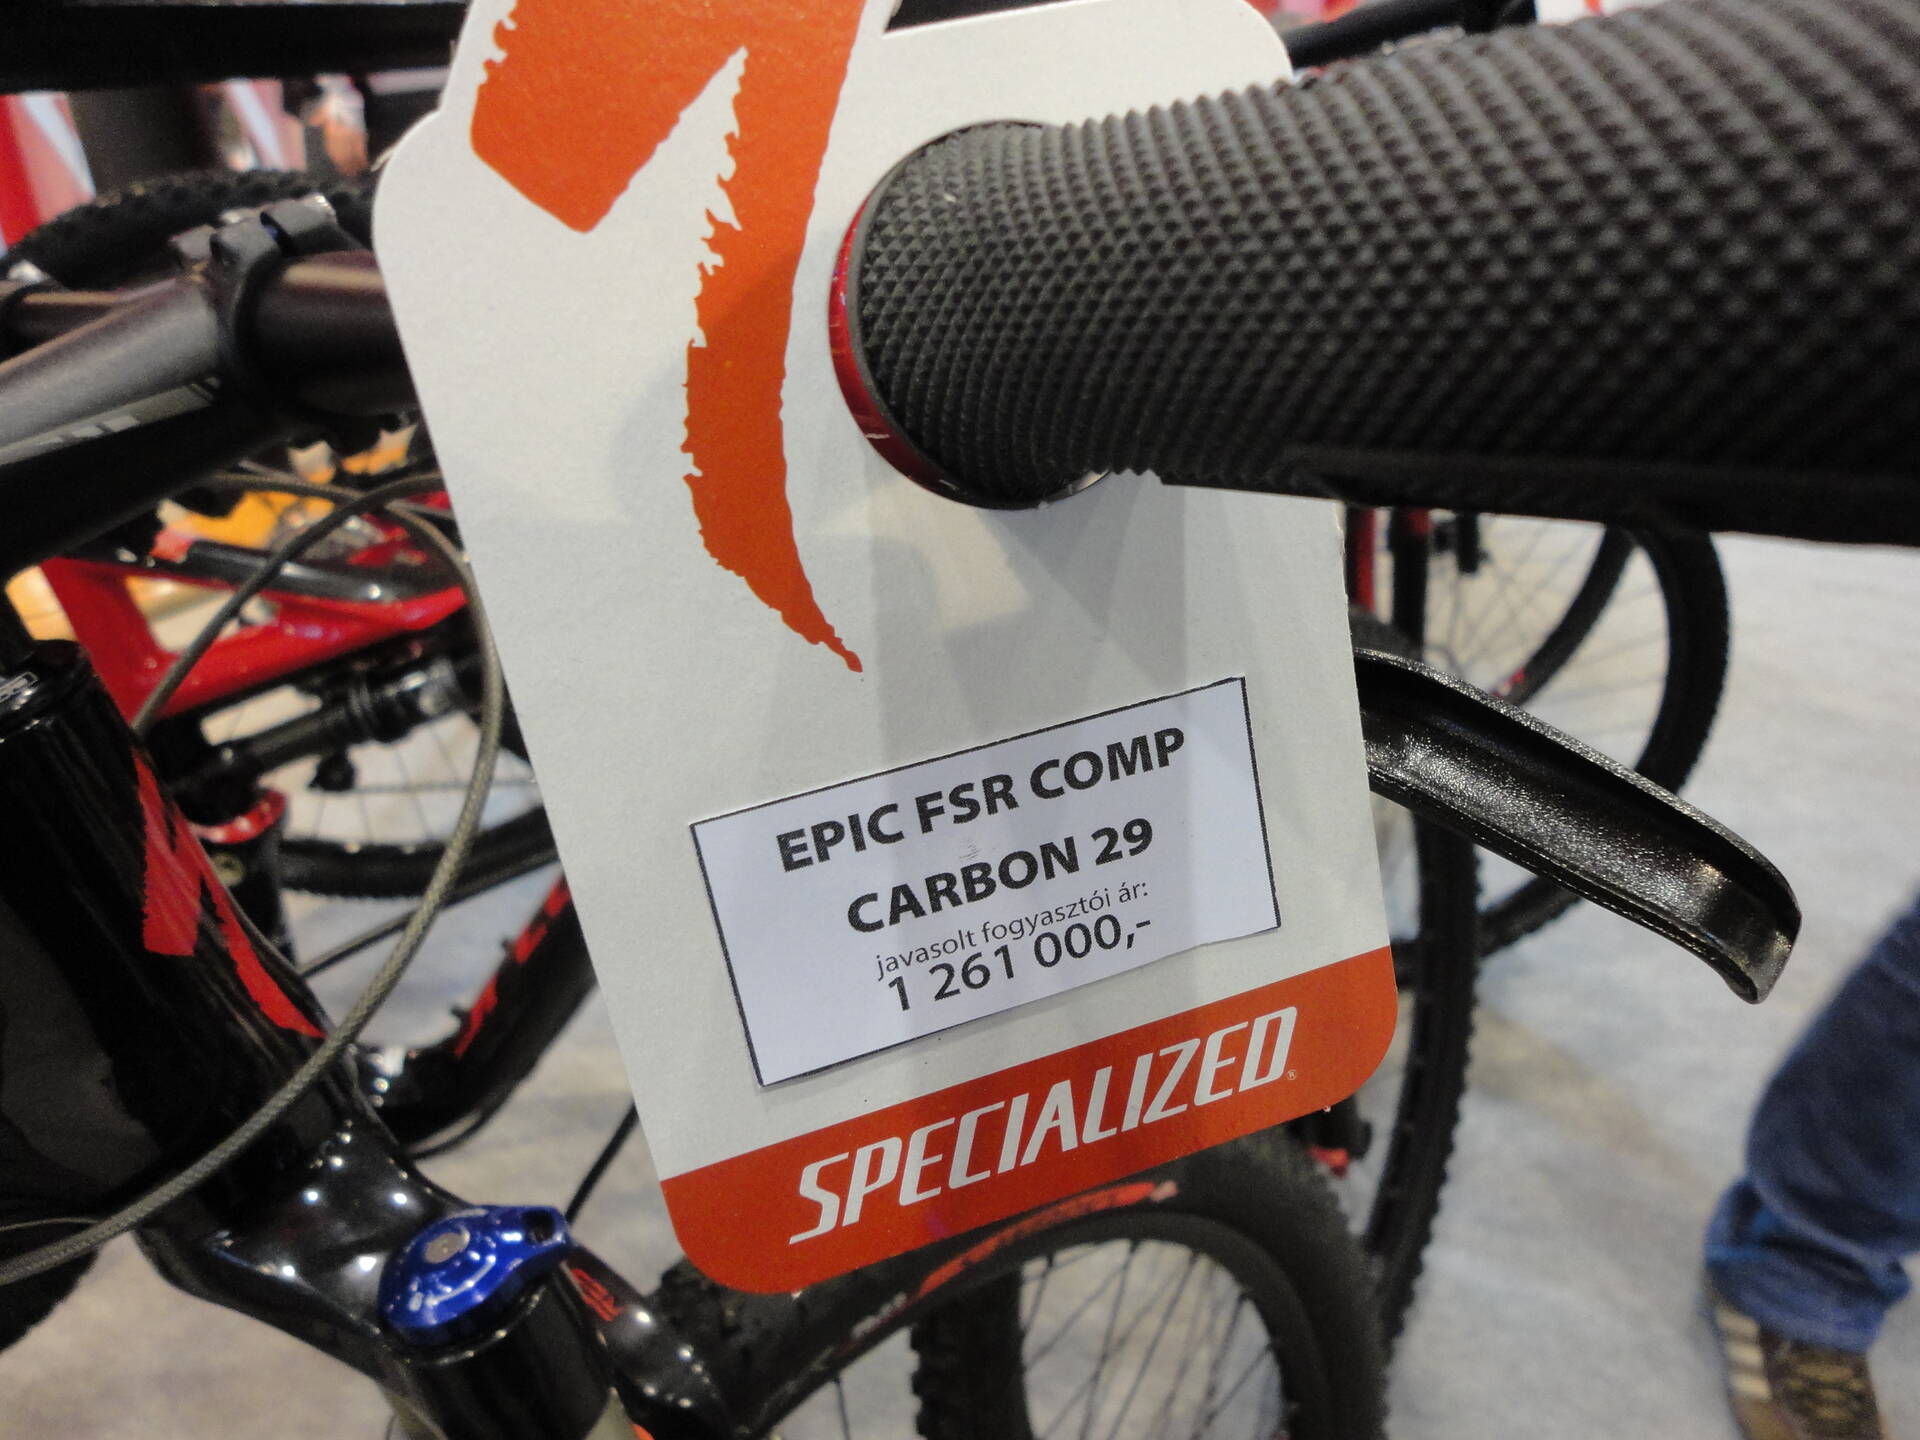 EPIC FSR COMP
CARBON 29
javasolt fogyasztói ár:
1 261 000,-
SPECIALIZED®